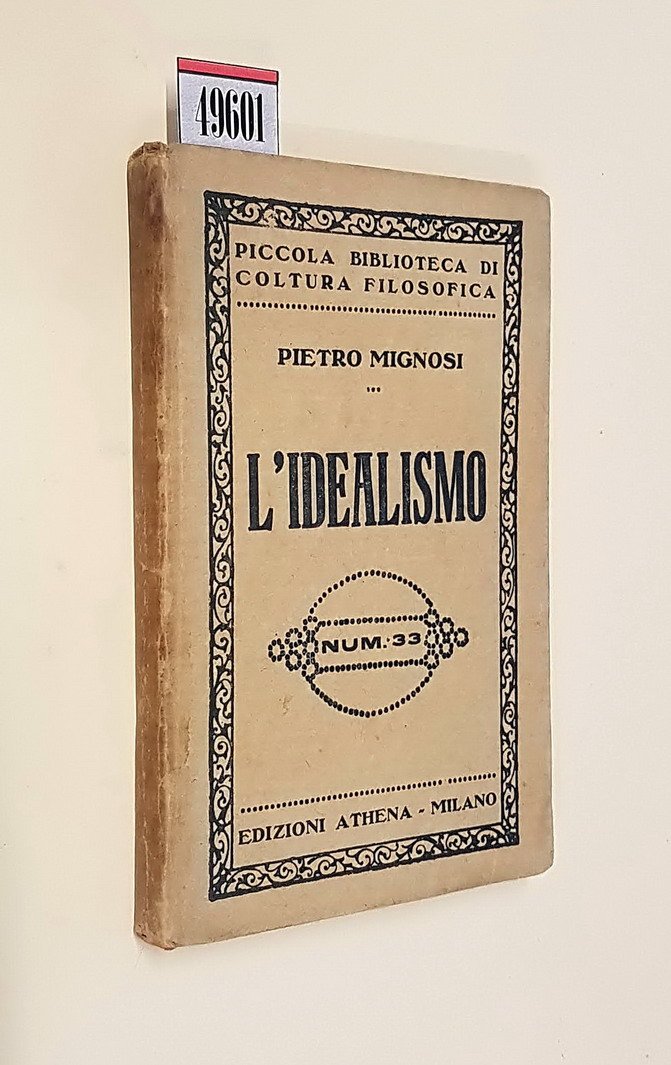 49601
PICCOLA BIBLIOTECA DI
COLTURA FILOSOFICA
PIETRO MIGNOSI
L'IDEALISMO
NUM. 33
EDIZIONI ATHENA - MILANO